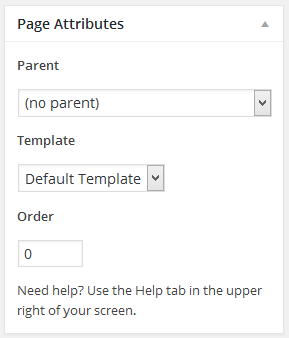 Page Attributes
Parent
(no parent)
Template
Default Template
Order
0
Need help? Use the Help tab in the upper
right of your screen.